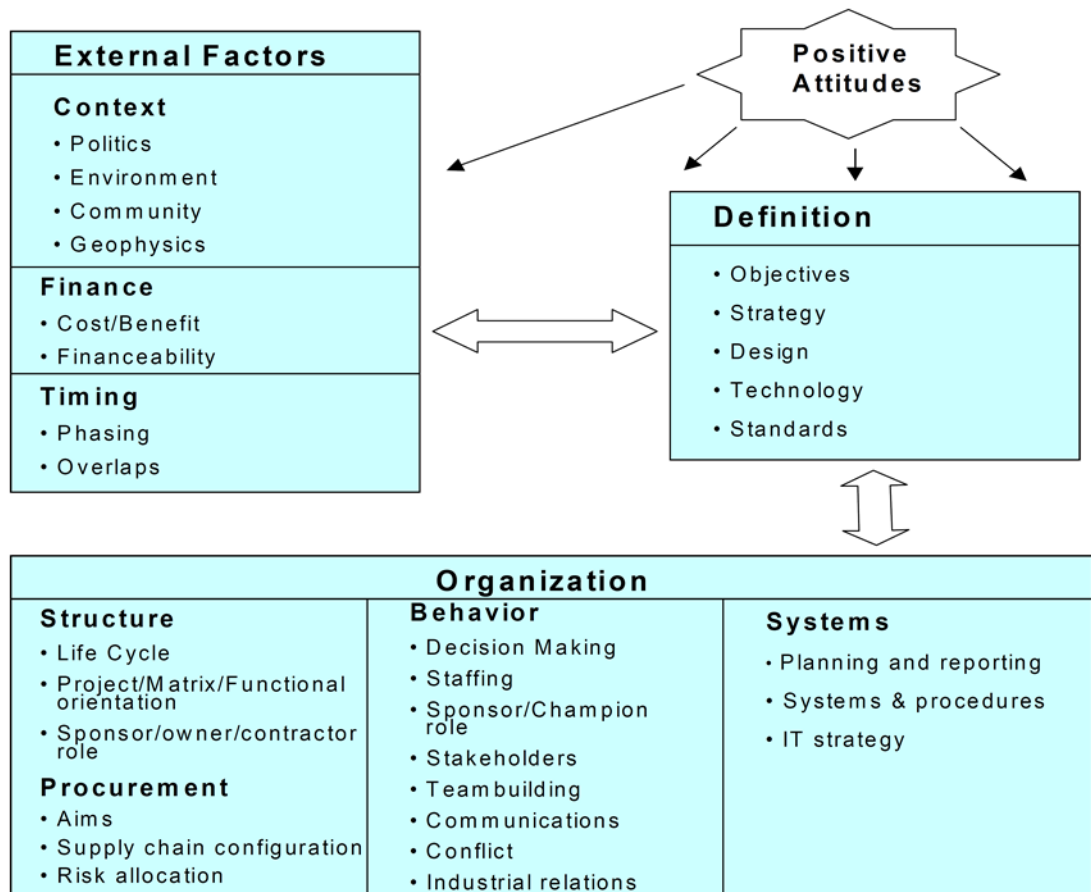 External Factors
Context
• Politics
• Environment
• Community
• Geophysics
Finance
• Cost/Benefit
• Financeability
Timing
• Phasing
• Overlaps
Positive
Attitudes
Definition
• Objectives
• Strategy
• Design
• Technology
• Standards
Organization
Structure
• Life Cycle
• Project/Matrix/Functional
orientation
• Sponsor/owner/contractor
role
Procurement
• Aims
• Supply chain configuration
• Risk allocation
Behavior
• Decision Making
• Staffing
• Sponsor/Champion
role
• Stakeholders
• Teambuilding
• Communications
• Conflict
• Industrial relations
Systems
• Planning and reporting
• Systems & procedures
• IT strategy